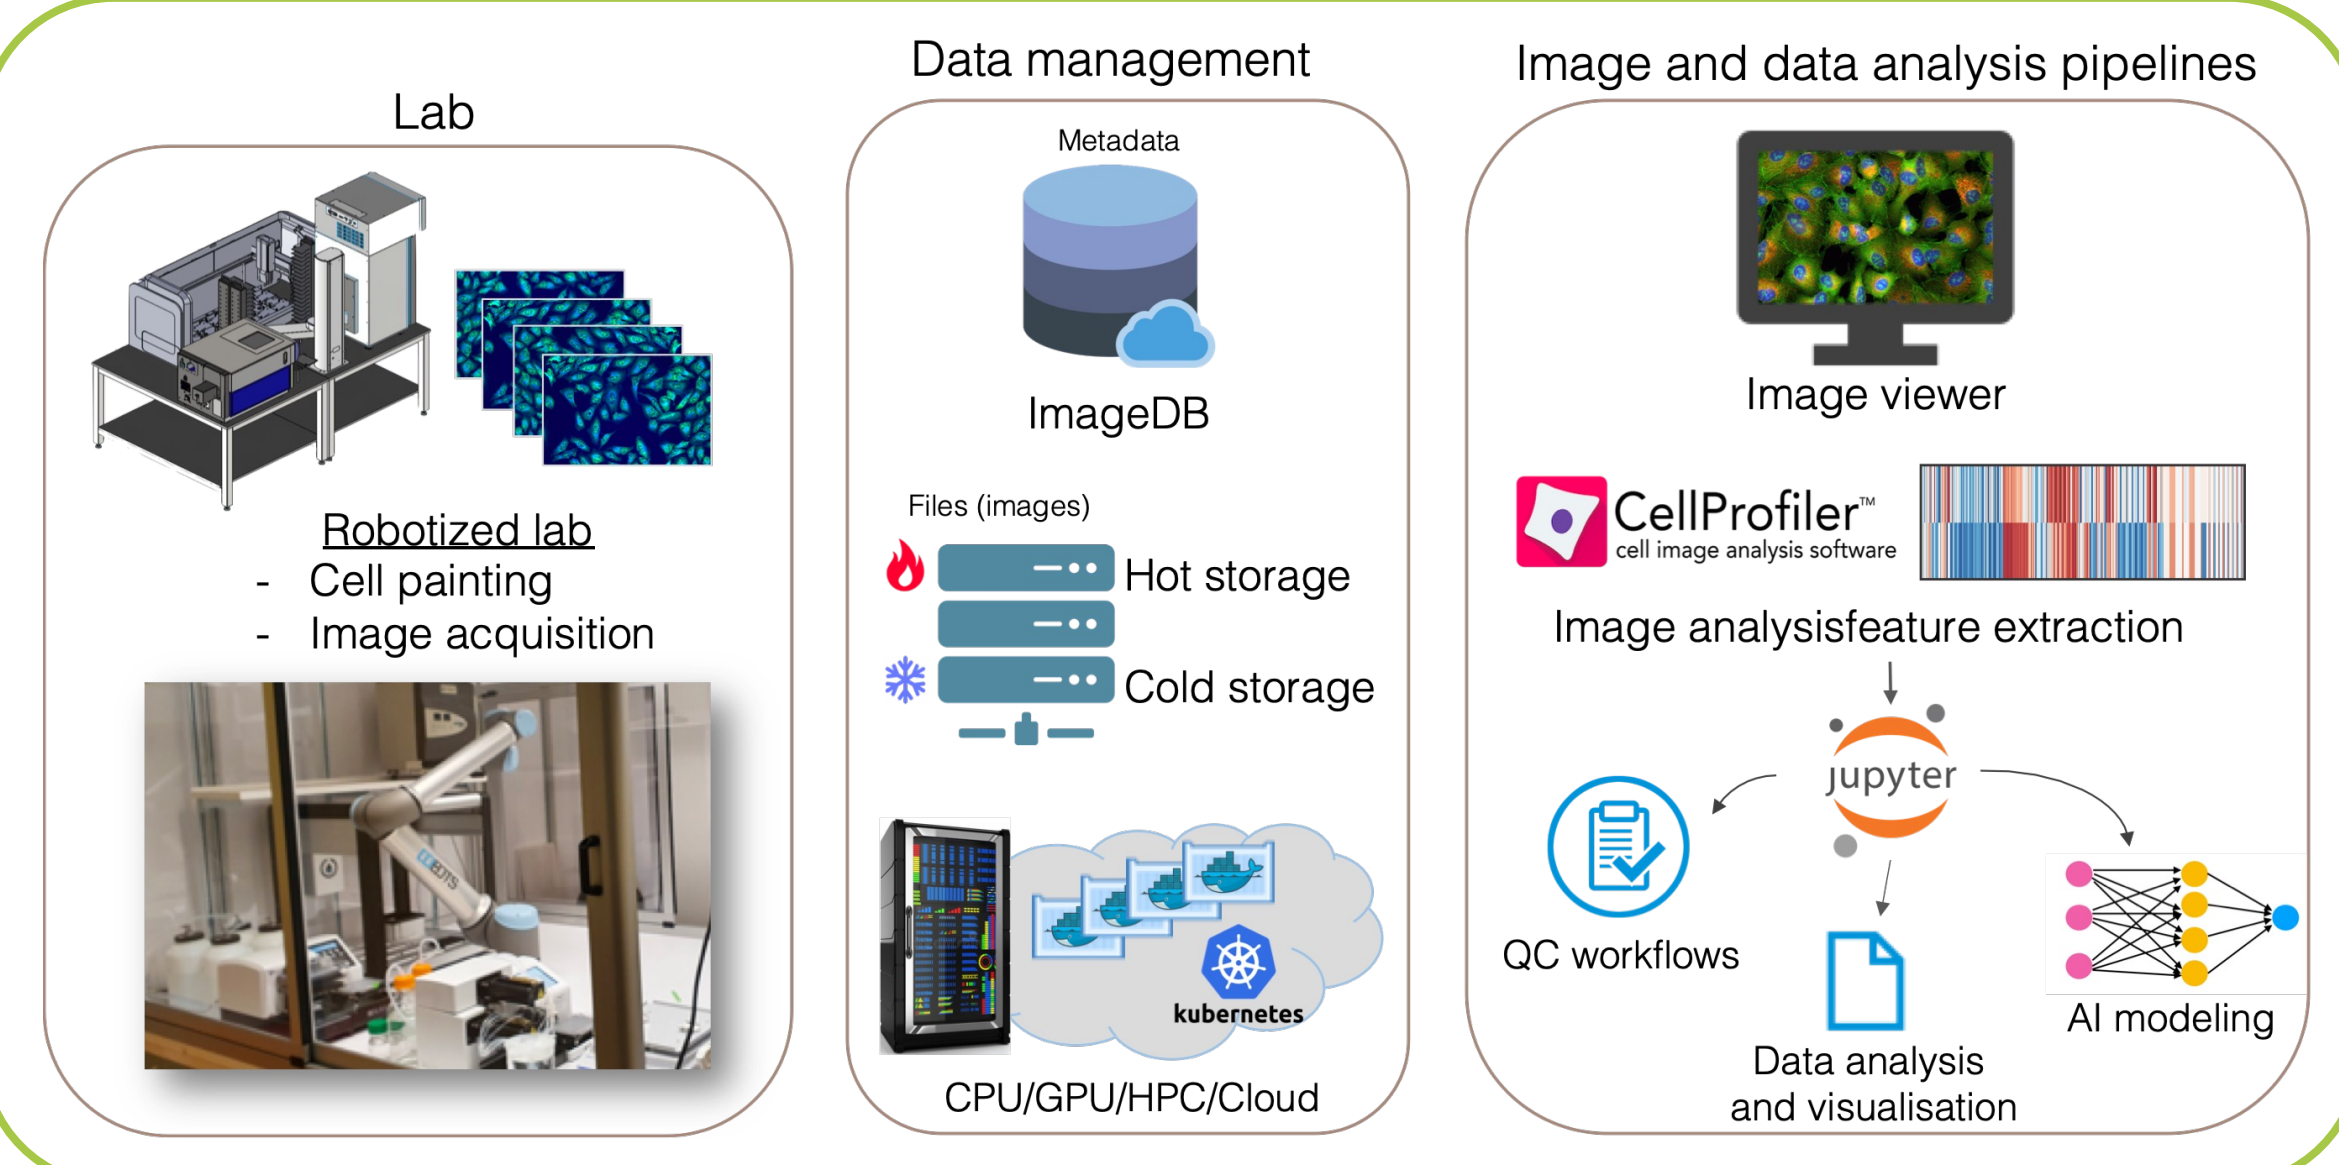 Lab
Robotized lab
- Cell painting
- Image acquisition
COBOTS
Data management
Metadata
ImageDB
Files (images)
Hot storage
Cold storage
kubernetes
CPU/GPU/HPC/Cloud
Image and data analysis pipelines
Image viewer
CellProfiler™
cell image analysis software
Image analysisfeature extraction
jupyter
QC workflows
AI modeling
Data analysis
and visualisation